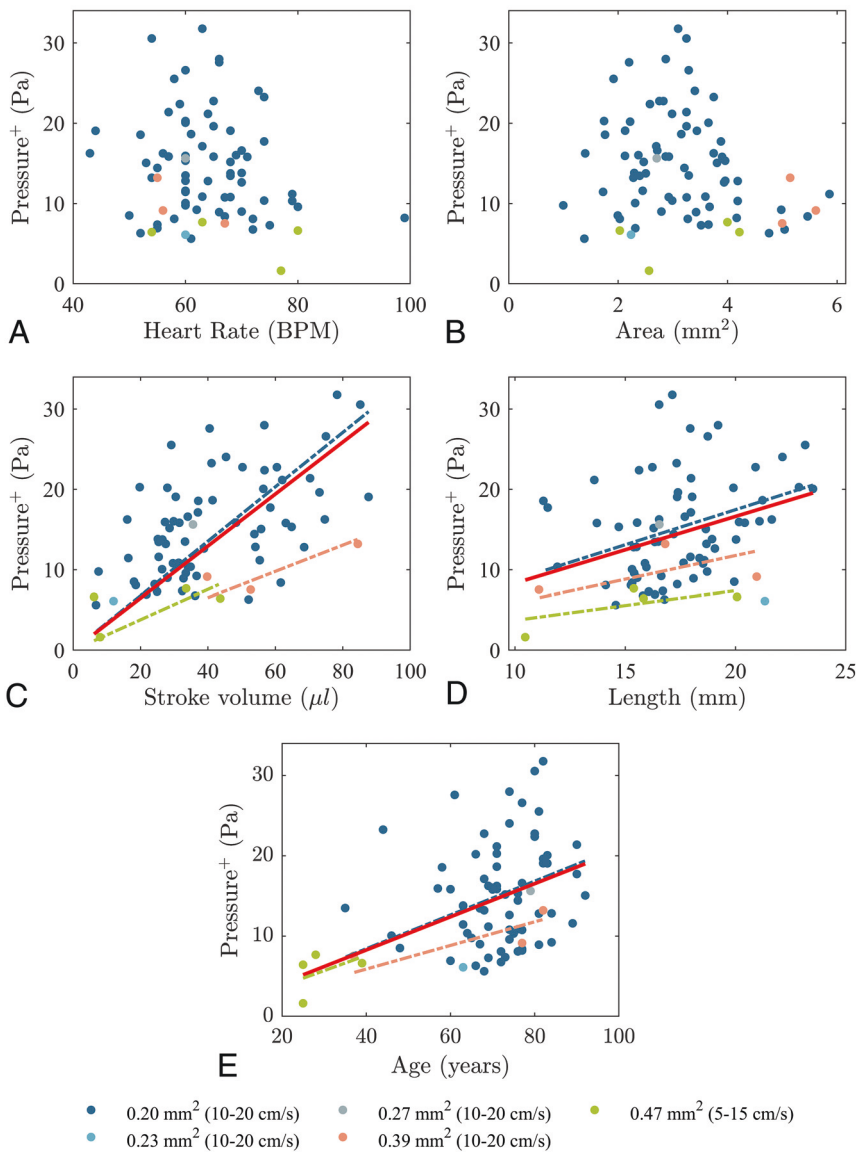 30
20
10
0
Pressure+ (Pa)
40 60 80 100
Heart Rate (BPM)
A
30
20
10
0
Pressure+ (Pa)
0 2 4 6
Area (mm2)
B
30
20
10
0
Pressure+ (Pa)
0 20 40 60 80 100
Stroke volume (μl)
C
30
20
10
0
Pressure+ (Pa)
10 15 20 25
Length (mm)
D
30
20
10
0
Pressure+ (Pa)
20 40 60 80 100
Age (years)
E
0.20 mm2 (10-20 cm/s) 0.27 mm2 (10-20 cm/s) 0.47 mm2 (5-15 cm/s)
0.23 mm2 (10-20 cm/s) 0.39 mm2 (10-20 cm/s)